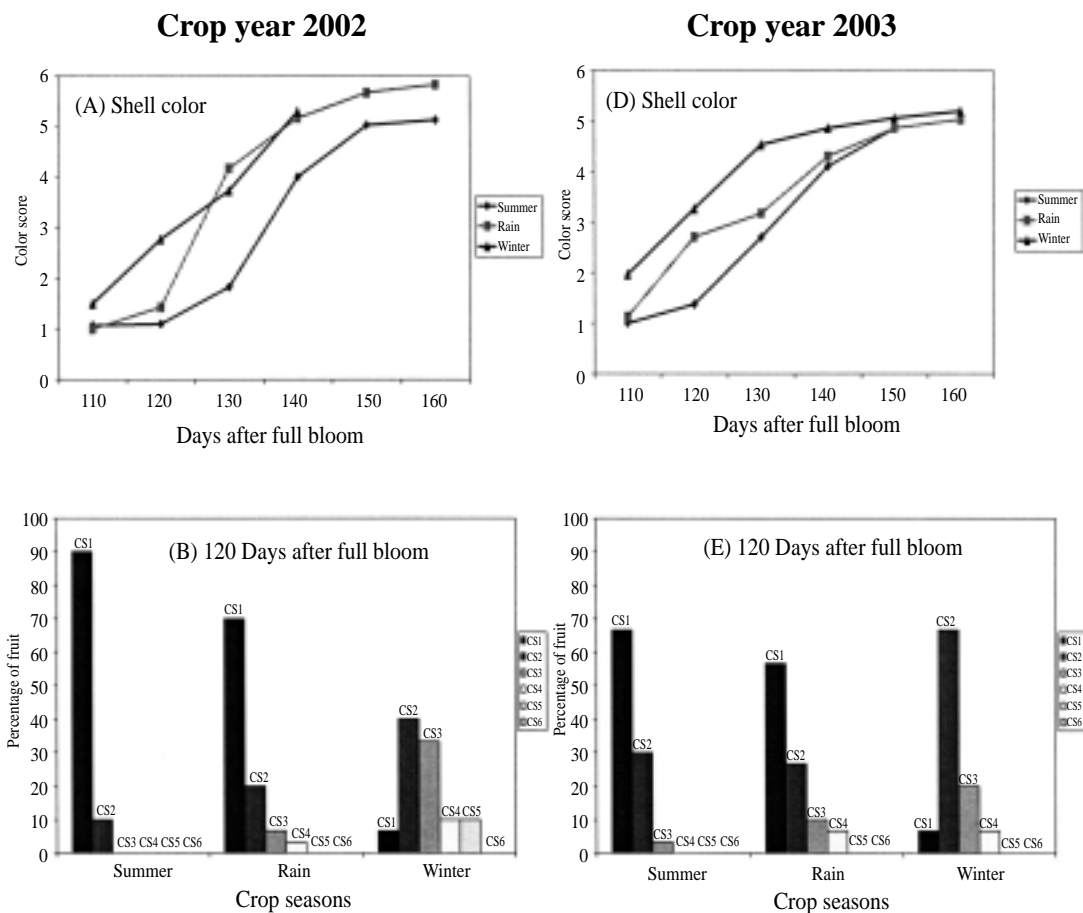 Crop year 2002
Crop year 2003
6
5
4
3
2
1
0
Color score
(A) Shell color
Summer
Rain
Winter
110 120 130 140 150 160
Days after full bloom
6
5
4
3
2
1
0
Color score
(D) Shell color
Summer
Rain
Winter
110 120 130 140 150 160
Days after full bloom
100
90
80
70
60
50
40
30
20
10
0
Percentage of fruit
(B) 120 Days after full bloom
CS1
CS2
CS3 CS4 CS5 CS6
CS1
CS2
CS3
CS4
CS5 CS6
CS1
CS2
CS3
CS4 CS5
CS6
CS1
CS2
CS3
CS4
CS5
CS6
Summer Rain Winter
Crop seasons
100
90
80
70
60
50
40
30
20
10
0
Percentage of fruit
(E) 120 Days after full bloom
CS1
CS2
CS3
CS4 CS5 CS6
CS1
CS2
CS3
CS4
CS5 CS6
CS1
CS2
CS3
CS4
CS5 CS6
CS1
CS2
CS3
CS4
CS5
CS6
Summer Rain Winter
Crop seasons